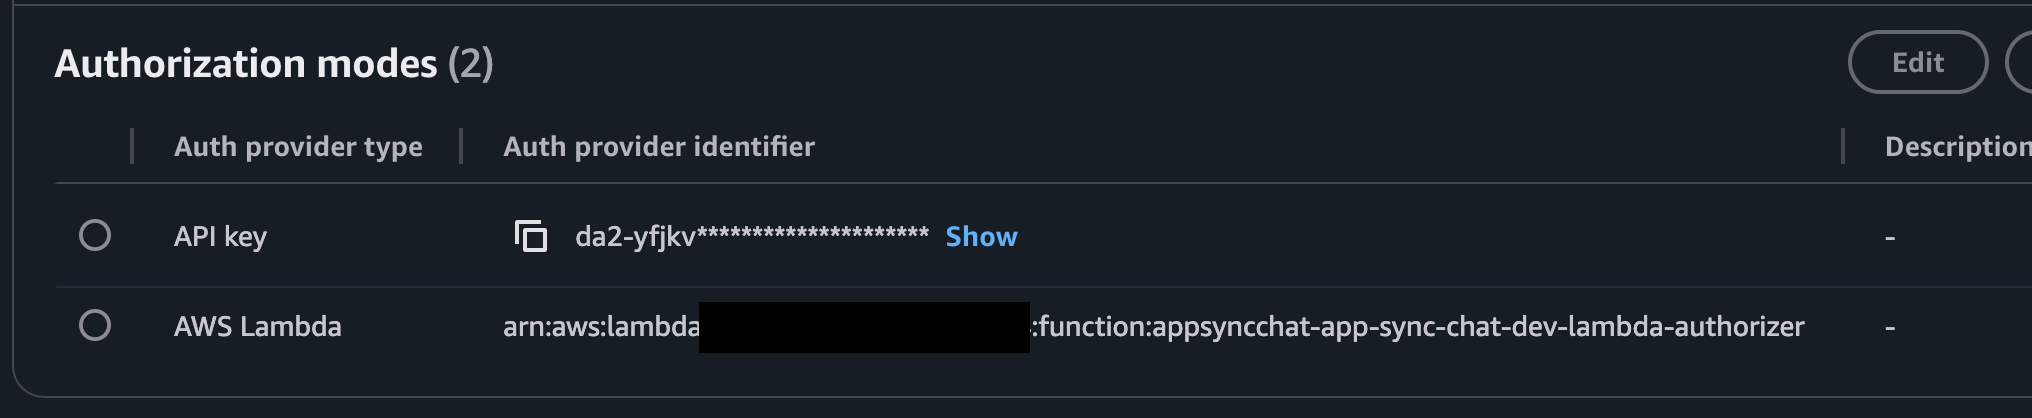 Authorization modes (2)
Edit
Auth provider type Auth provider identifier Description
API key da2-yfjkv********************* Show -
AWS Lambda arn:aws:lambda :function:appsyncchat-app-sync-chat-dev-lambda-authorizer -